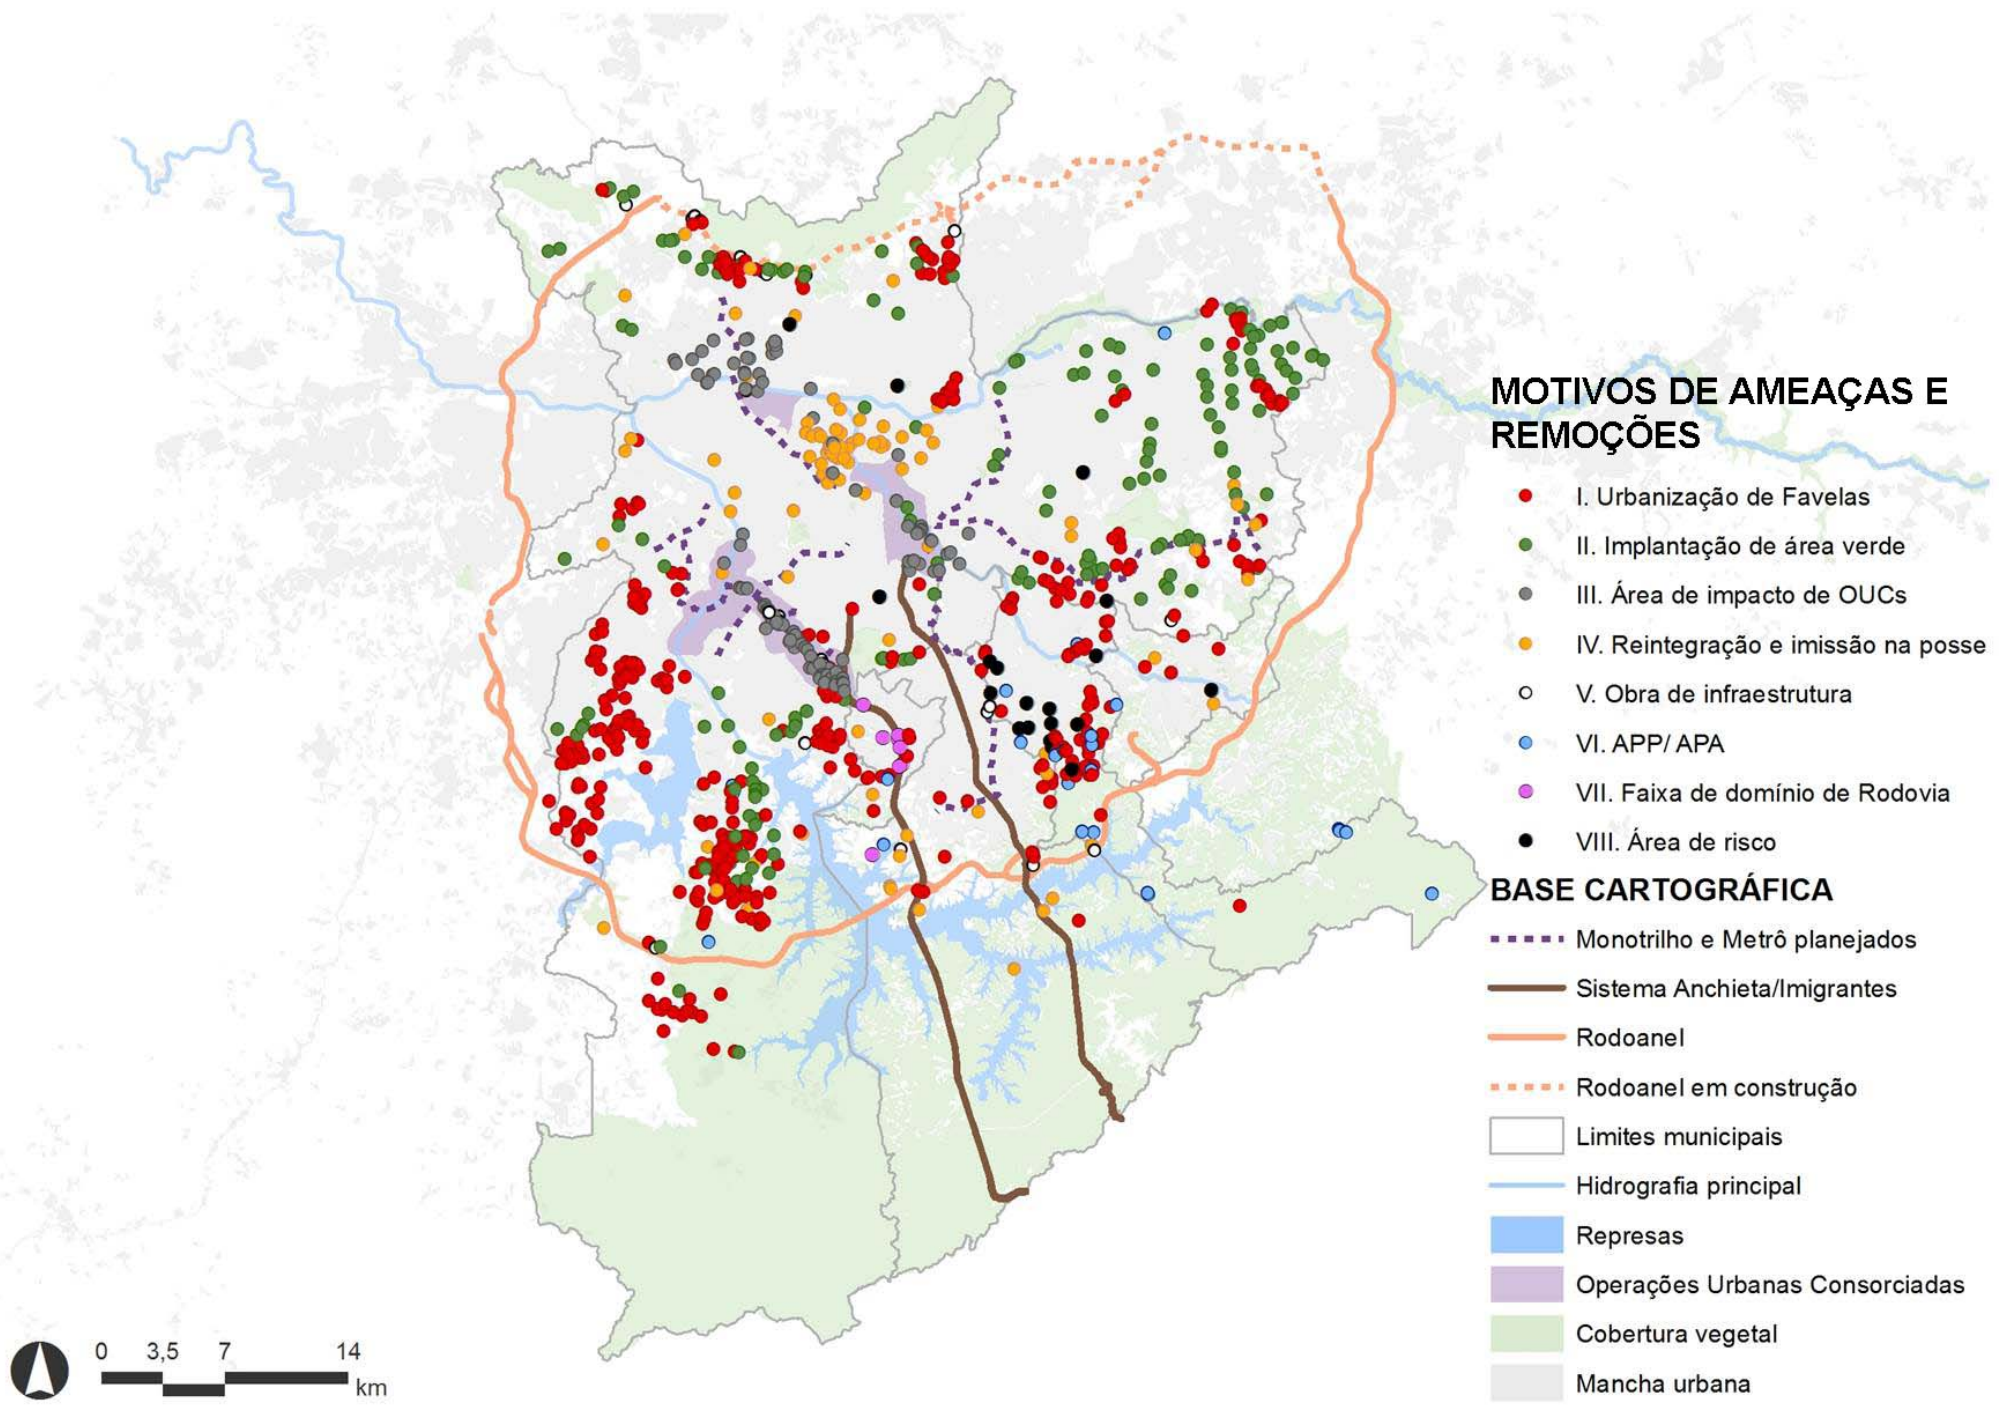 MOTIVOS DE AMEAÇAS E
REMOÇÕES
I. Urbanização de Favelas
II. Implantação de área verde
III. Área de impacto de OUCs
IV. Reintegração e imissão na posse
V. Obra de infraestrutura
VI. APP/ APA
VII. Faixa de domínio de Rodovia
VIII. Área de risco
BASE CARTOGRÁFICA
Monotrilho e Metrô planejados
Sistema Anchieta/Imigrantes
Rodoanel
Rodoanel em construção
Limites municipais
Hidrografia principal
Represas
Operações Urbanas Consorciadas
Cobertura vegetal
Mancha urbana
0 3,5 7 14
km